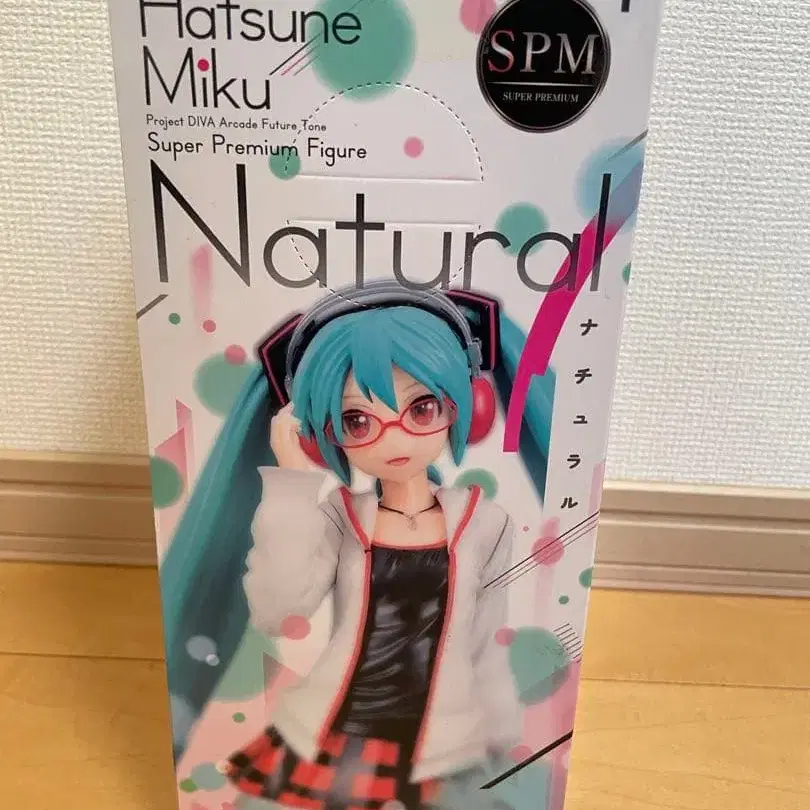 Hatsune
Miku
Project DIVA Arcade Future Tone
Super Premium Figure
SPM
SUPER PREMIUM
Natural
ナチュラル